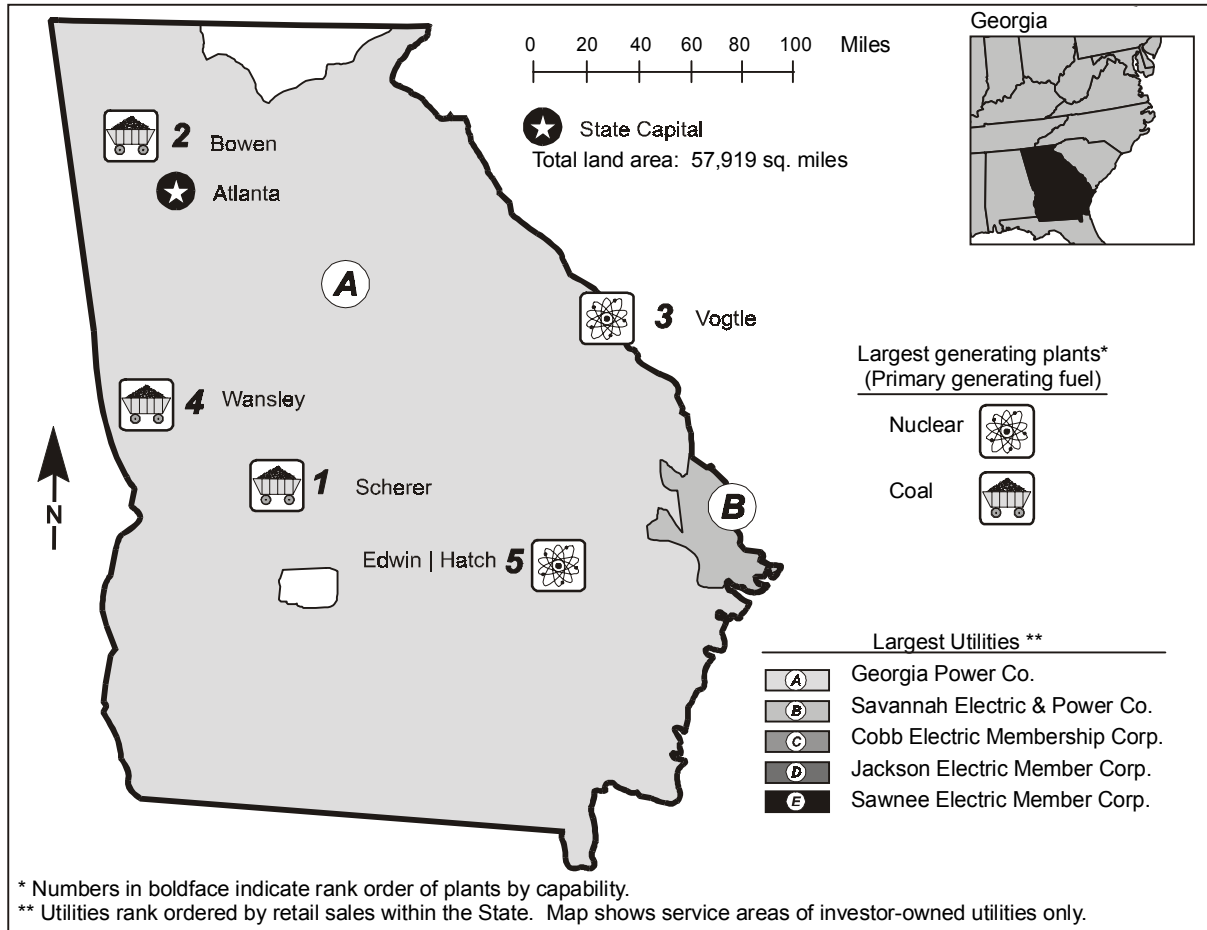 Georgia
0 20 40 60 80 100 Miles
State Capital
Total land area: 57,919 sq. miles
2 Bowen
Atlanta
A
3 Vogtle
4 Wansley
1 Scherer
B
Edwin | Hatch 5
N
Largest generating plants*
(Primary generating fuel)
Nuclear
Coal
Largest Utilities **
A Georgia Power Co.
B Savannah Electric & Power Co.
C Cobb Electric Membership Corp.
D Jackson Electric Member Corp.
E Sawnee Electric Member Corp.
* Numbers in boldface indicate rank order of plants by capability.
** Utilities rank ordered by retail sales within the State. Map shows service areas of investor-owned utilities only.